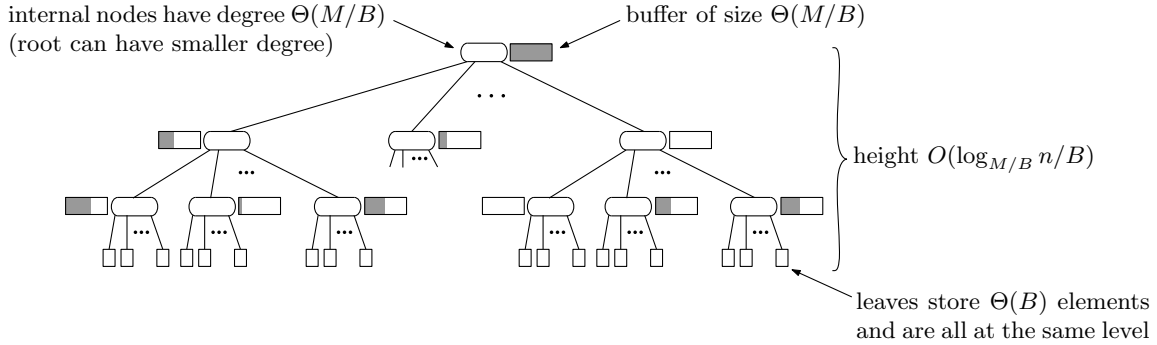 internal nodes have degree Θ(M/B)
(root can have smaller degree)
buffer of size Θ(M/B)
height O(log_{M/B} n/B)
leaves store Θ(B) elements
and are all at the same level